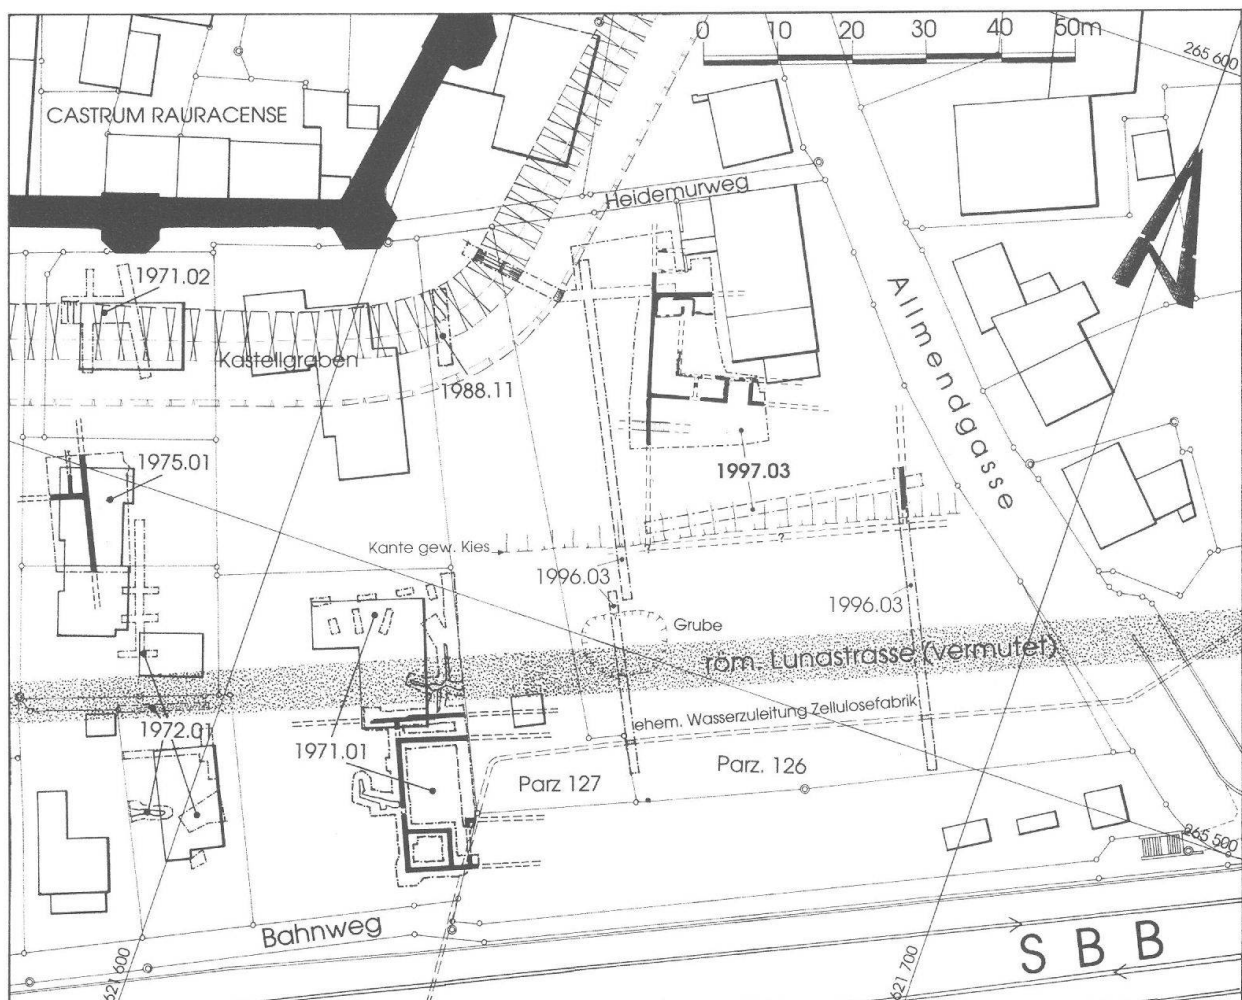 0 10 20 30 40 50m
265 600
CASTRUM RAURACENSE
Heidemurweg
1971.02
Allmendgasse
Kastellgraben
1988.11
1975.01
1997.03
Kante gew. Kies
?
?
1996.03
1996.03
Grube
röm. Lundstrasse (vermutet)
1972.01
ehem. Wasserzuleitung Zellulosefabrik
1971.01
Parz. 126
Parz 127
265 500
Bahnweg
SBB
621 600
621 700